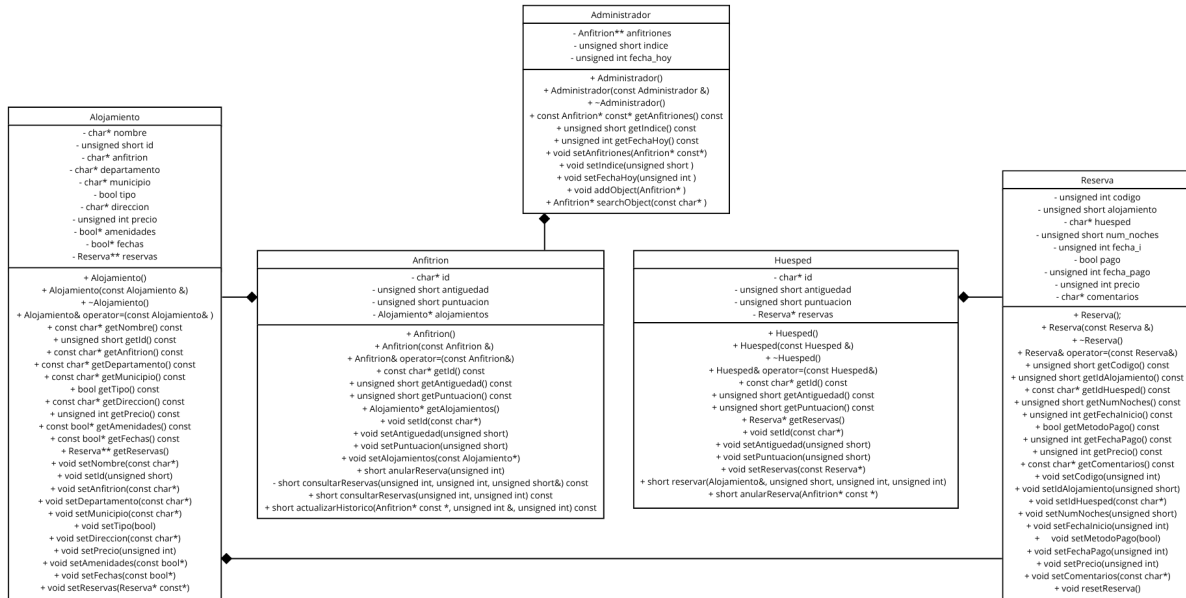 Administrador
- Anfitrion** anfitriones
- unsigned short indice
- unsigned int fecha_hoy
+ Administrador()
+ Administrador(const Administrador &)
+ ~Administrador()
+ const Anfitrion* const* getAnfitriones() const
+ unsigned short getIndice() const
+ unsigned int getFechaHoy() const
+ void setAnfitriones(Anfitrion* const*)
+ void setIndice(unsigned short )
+ void setFechaHoy(unsigned int )
+ void addObject(Anfitrion* )
+ Anfitrion* searchObject(const char* )
Alojamiento
- char* nombre
- unsigned short id
- char* anfitrion
- char* departamento
- char* municipio
- bool tipo
- char* direccion
- unsigned int precio
- bool* amenidades
- bool* fechas
- Reserva** reservas
+ Alojamiento()
+ Alojamiento(const Alojamiento &)
+ ~Alojamiento()
+ Alojamiento& operator=(const Alojamiento& )
+ const char* getNombre() const
+ unsigned short getId() const
+ const char* getAnfitrion() const
+ const char* getDepartamento() const
+ const char* getMunicipio() const
+ bool getTipo() const
+ const char* getDireccion() const
+ unsigned int getPrecio() const
+ const bool* getAmenidades() const
+ const bool* getFechas() const
+ Reserva** getReservas()
+ void setNombre(const char*)
+ void setId(unsigned short)
+ void setAnfitrion(const char*)
+ void setDepartamento(const char*)
+ void setMunicipio(const char*)
+ void setTipo(bool)
+ void setDireccion(const char*)
+ void setPrecio(unsigned int)
+ void setAmenidades(const bool*)
+ void setFechas(const bool*)
+ void setReservas(Reserva* const*)
Anfitrion
- char* id
- unsigned short antiguedad
- unsigned short puntuacion
- Alojamiento* alojamientos
+ Anfitrion()
+ Anfitrion(const Anfitrion &)
+ Anfitrion& operator=(const Anfitrion&)
+ const char* getId() const
+ unsigned short getAntiguedad() const
+ unsigned short getPuntuacion() const
+ Alojamiento* getAlojamientos()
+ void setId(const char*)
+ void setAntiguedad(unsigned short)
+ void setPuntuacion(unsigned short)
+ void setAlojamientos(const Alojamiento*)
+ short anularReserva(unsigned int)
- short consultarReservas(unsigned int, unsigned int, unsigned short&) const
+ short consultarReservas(unsigned int, unsigned int) const
+ short actualizarHistorico(Anfitrion* const *, unsigned int &, unsigned int) const
Huesped
- char* id
- unsigned short antiguedad
- unsigned short puntuacion
- Reserva* reservas
+ Huesped()
+ Huesped(const Huesped &)
+ ~Huesped()
+ Huesped& operator=(const Huesped&)
+ const char* getId() const
+ unsigned short getAntiguedad() const
+ unsigned short getPuntuacion() const
+ Reserva* getReservas()
+ void setId(const char*)
+ void setAntiguedad(unsigned short)
+ void setPuntuacion(unsigned short)
+ void setReservas(const Reserva*)
+ short reservar(Alojamiento&, unsigned short, unsigned int, unsigned int)
+ short anularReserva(Anfitrion* const *)
Reserva
- unsigned int codigo
- unsigned short alojamiento
- char* huesped
- unsigned short num_noches
- unsigned int fecha_i
- bool pago
- unsigned int fecha_pago
- unsigned int precio
- char* comentarios
+ Reserva();
+ Reserva(const Reserva &)
+ ~Reserva()
+ Reserva& operator=(const Reserva&)
+ unsigned short getCodigo() const
+ unsigned short getIdAlojamiento() const
+ const char* getIdHuesped() const
+ unsigned short getNumNoches() const
+ unsigned int getFechaInicio() const
+ bool getMetodoPago() const
+ unsigned int getFechaPago() const
+ unsigned int getPrecio() const
+ const char* getComentarios() const
+ void setCodigo(unsigned int)
+ void setIdAlojamiento(unsigned short)
+ void setIdHuesped(const char*)
+ void setNumNoches(unsigned short)
+ void setFechaInicio(unsigned int)
+ void setMetodoPago(bool)
+ void setFechaPago(unsigned int)
+ void setPrecio(unsigned int)
+ void setComentarios(const char*)
+ void resetReserva()